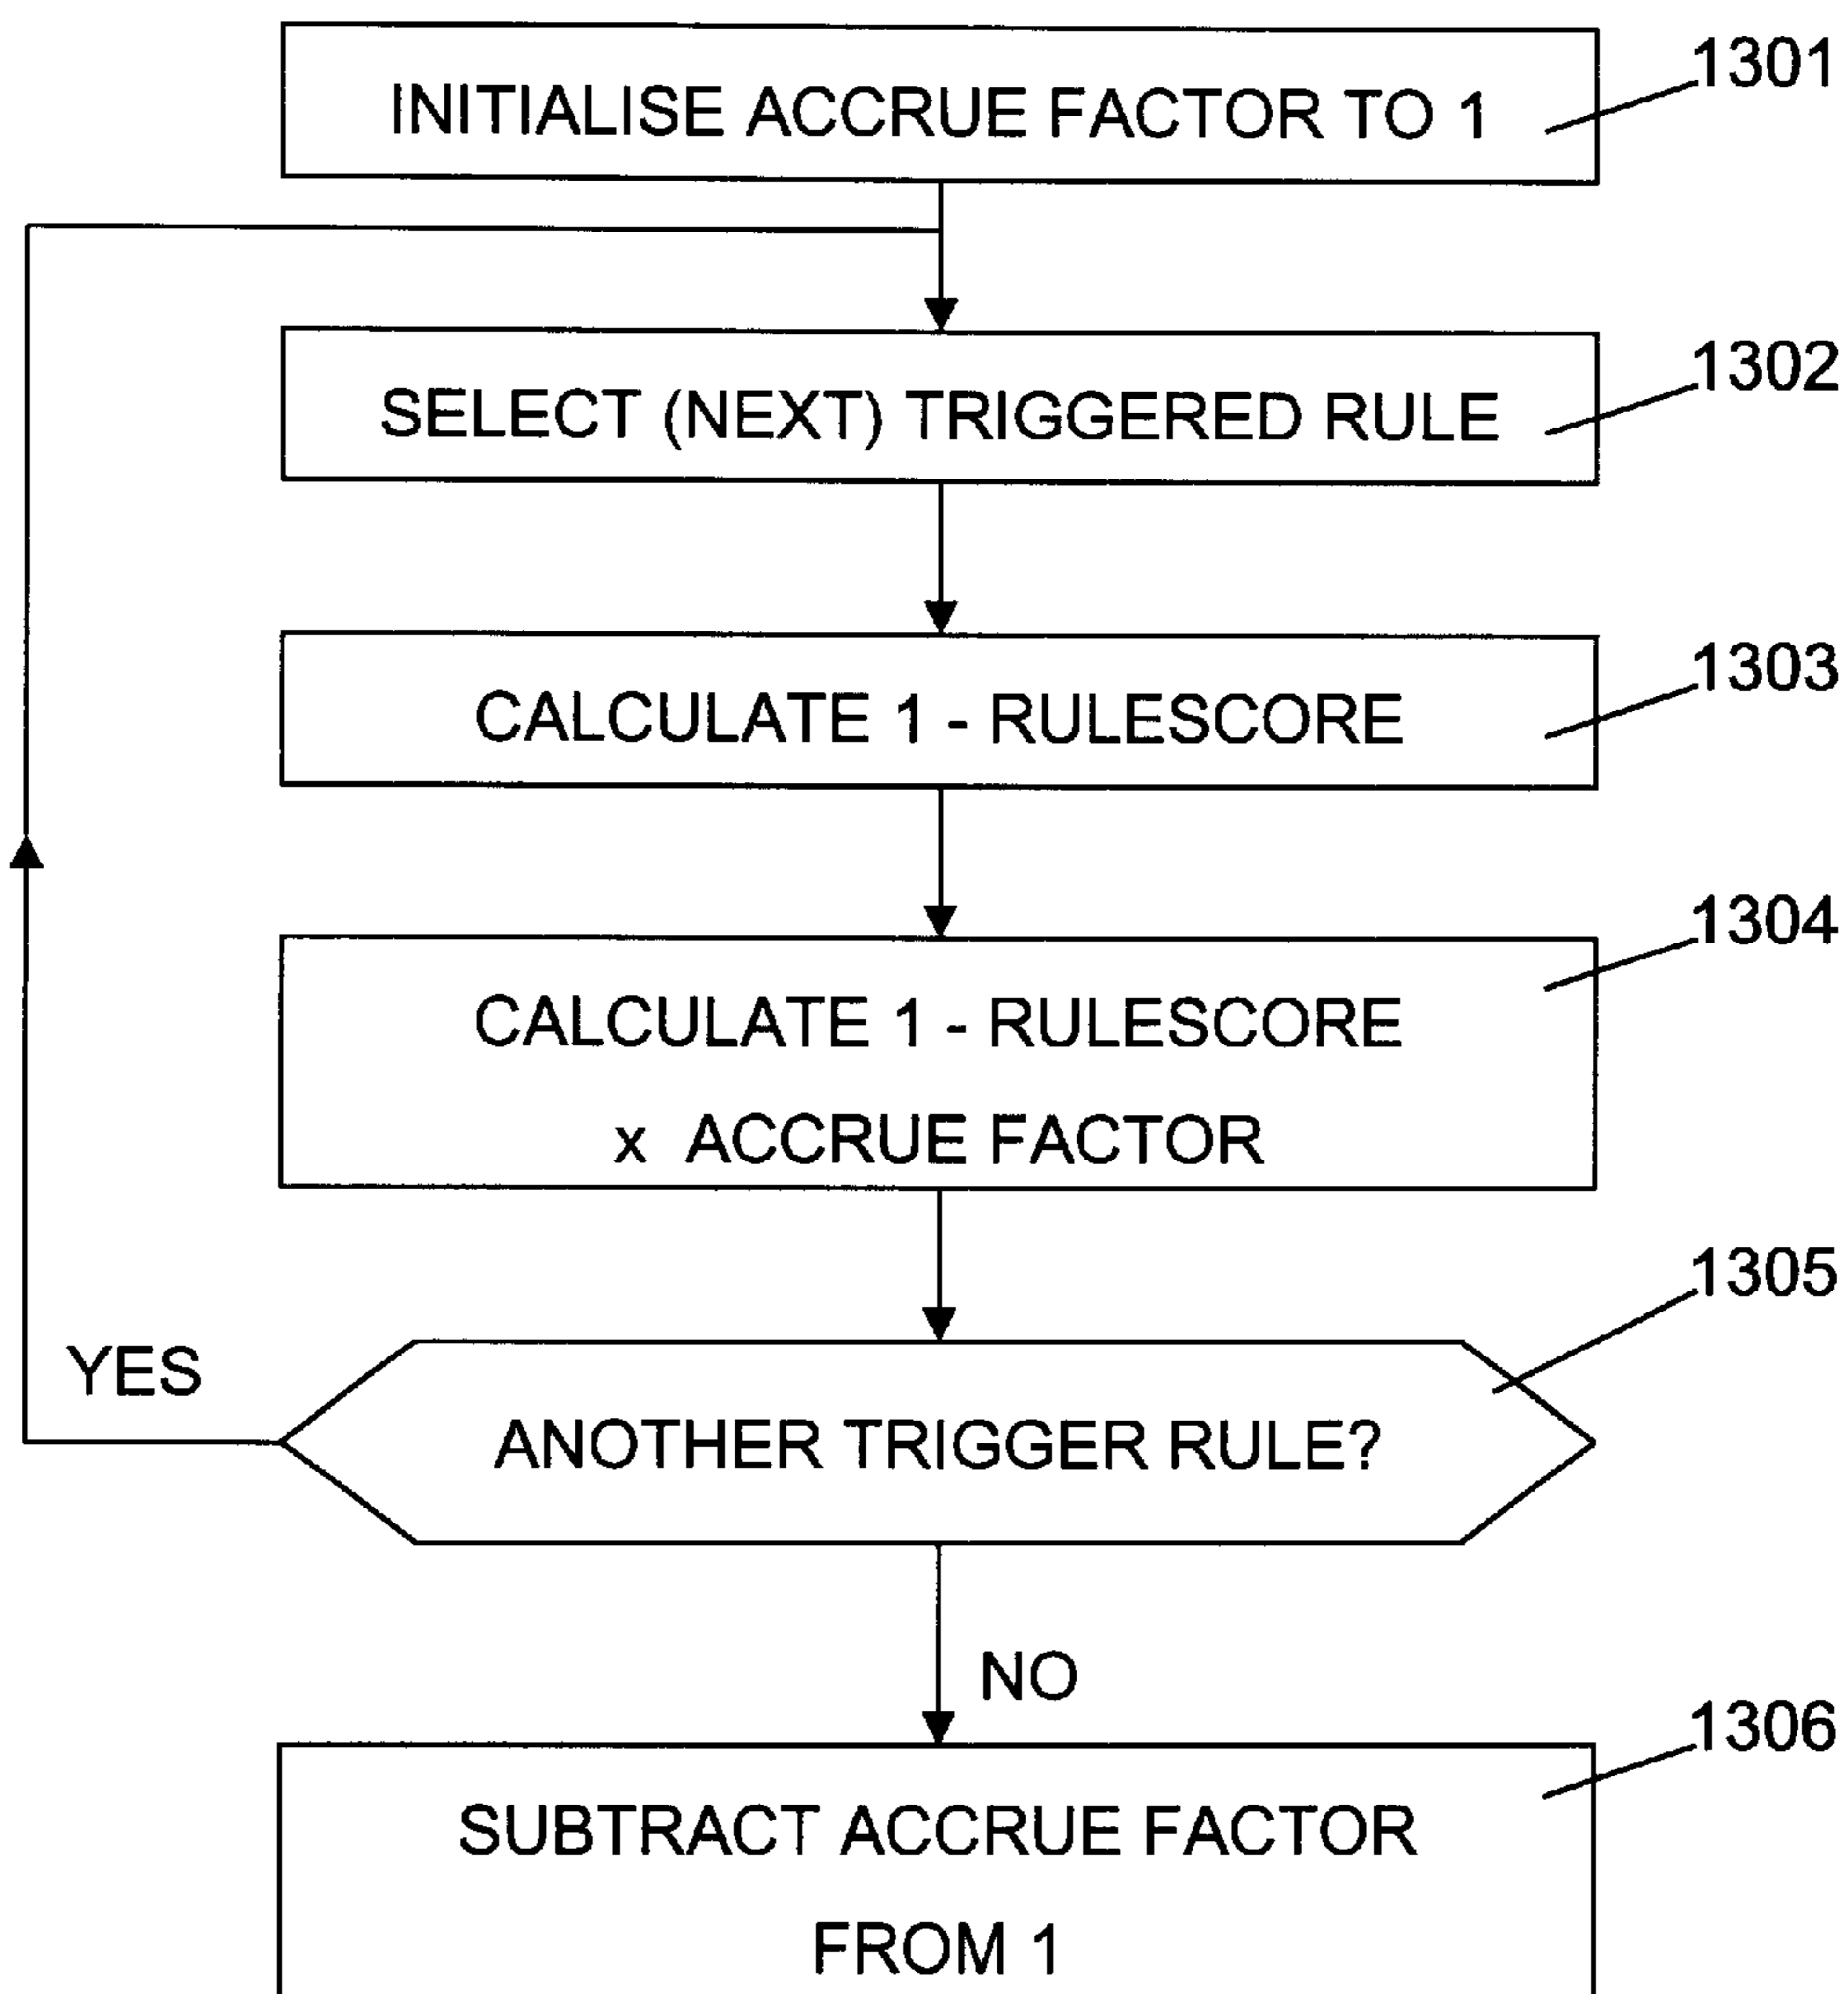 INITIALISE ACCRUE FACTOR TO 1
1301
SELECT (NEXT) TRIGGERED RULE
1302
CALCULATE 1 - RULESCORE
1303
CALCULATE 1 - RULESCORE
x ACCRUE FACTOR
1304
YES
ANOTHER TRIGGER RULE?
1305
NO
SUBTRACT ACCRUE FACTOR
FROM 1
1306